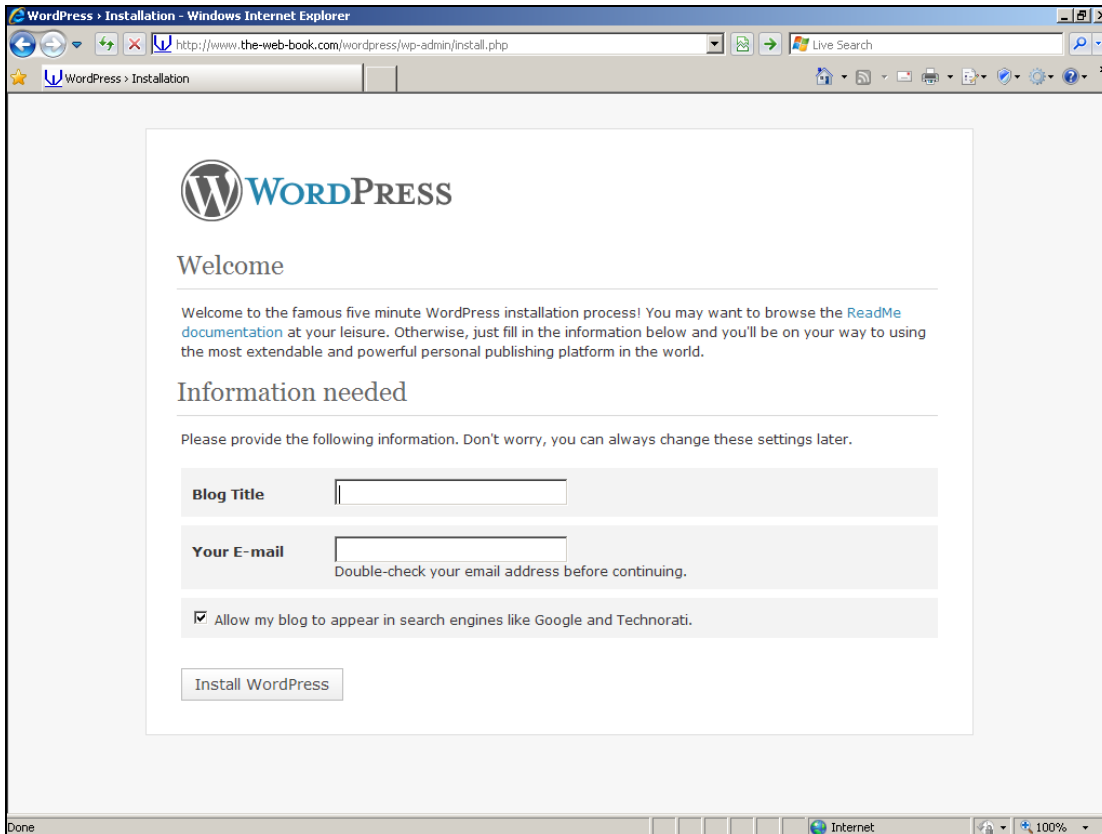 WordPress › Installation - Windows Internet Explorer
http://www.the-web-book.com/wordpress/wp-admin/install.php
Live Search
WordPress › Installation
WORDPRESS
Welcome
Welcome to the famous five minute WordPress installation process! You may want to browse the ReadMe
documentation at your leisure. Otherwise, just fill in the information below and you'll be on your way to using
the most extendable and powerful personal publishing platform in the world.
Information needed
Please provide the following information. Don't worry, you can always change these settings later.
Blog Title
Your E-mail
Double-check your email address before continuing.
Allow my blog to appear in search engines like Google and Technorati.
Install WordPress
Done
Internet
100%